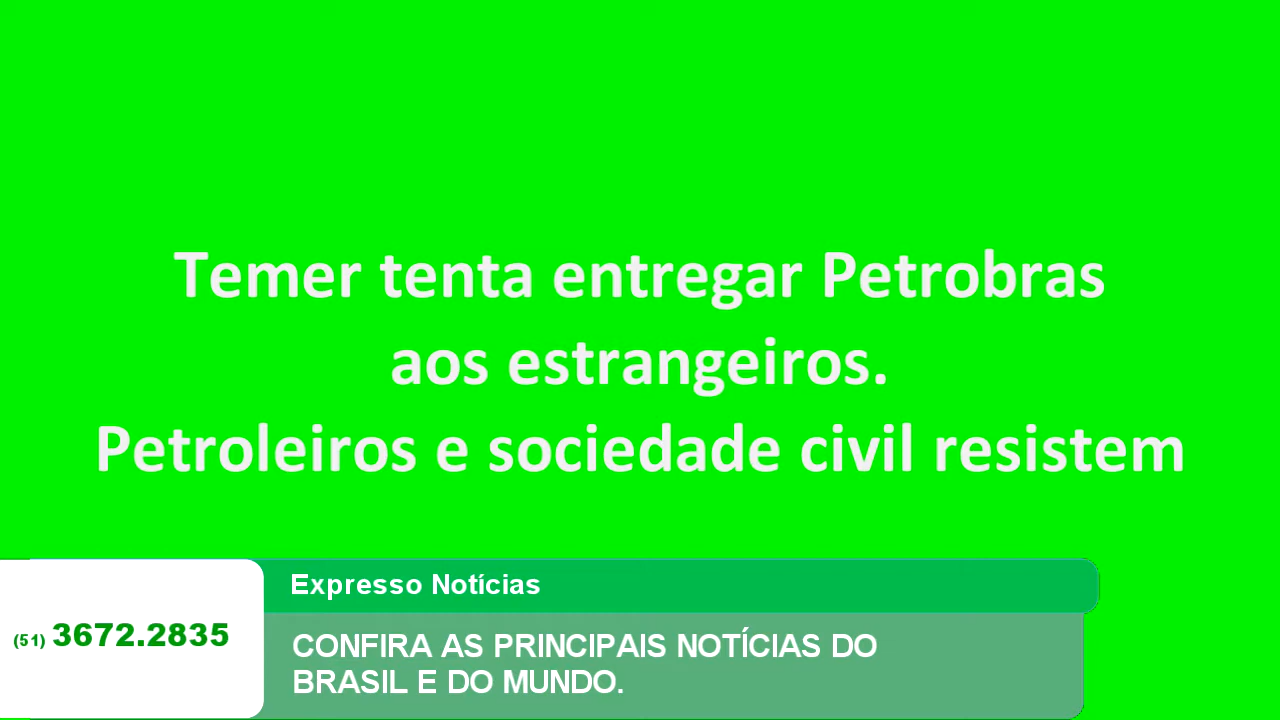 Temer tenta entregar Petrobras
aos estrangeiros.
Petroleiros e sociedade civil resistem
Expresso Notícias
(51) 3672.2835
CONFIRA AS PRINCIPAIS NOTÍCIAS DO
BRASIL E DO MUNDO.